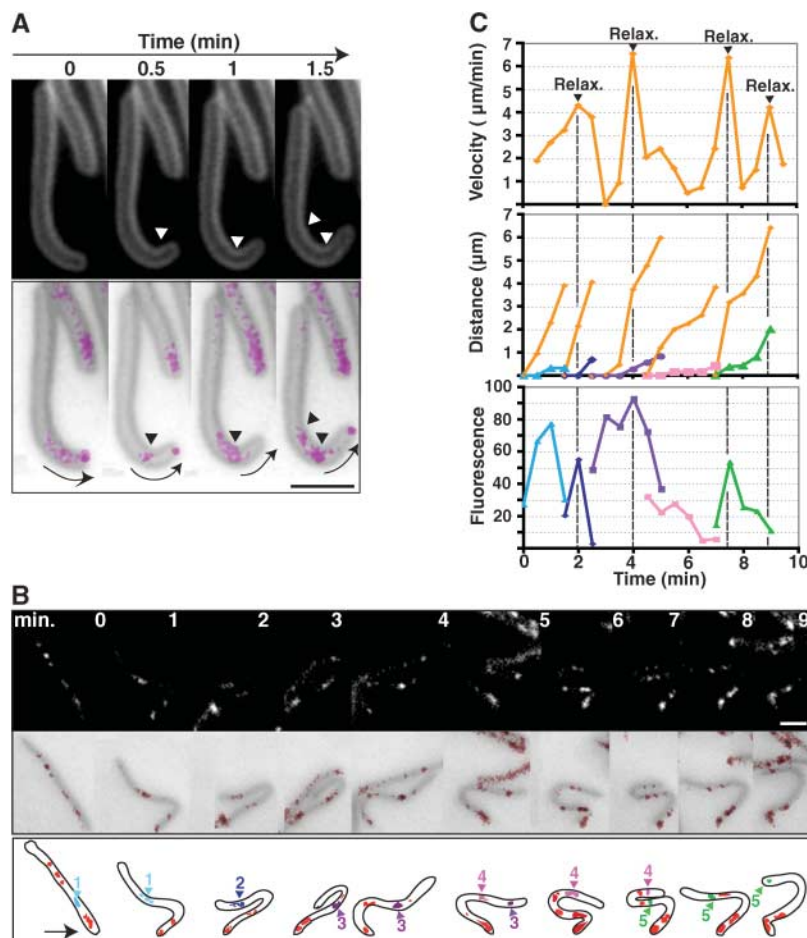 A
Time (min)
0 0.5 1 1.5
C
Velocity ( µm/min)
7
6
5
4
3
2
1
Relax.
Relax.
Relax.
Relax.
Distance (µm)
7
6
5
4
3
2
1
Fluorescence
100
80
60
40
20
0 2 4 6 8 10
Time (min)
B
min. 0 1 2 3 4 5 6 7 8 9
1 1 2 3 3 4 3 4 4 5 5 5